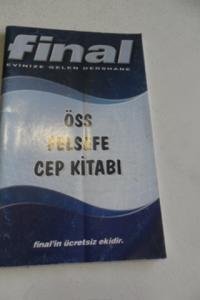 final
EVİNİZE GELEN DERSHANE
ÖSS
FELSEFE
CEP KİTABI
final'in ücretsiz ekidir.